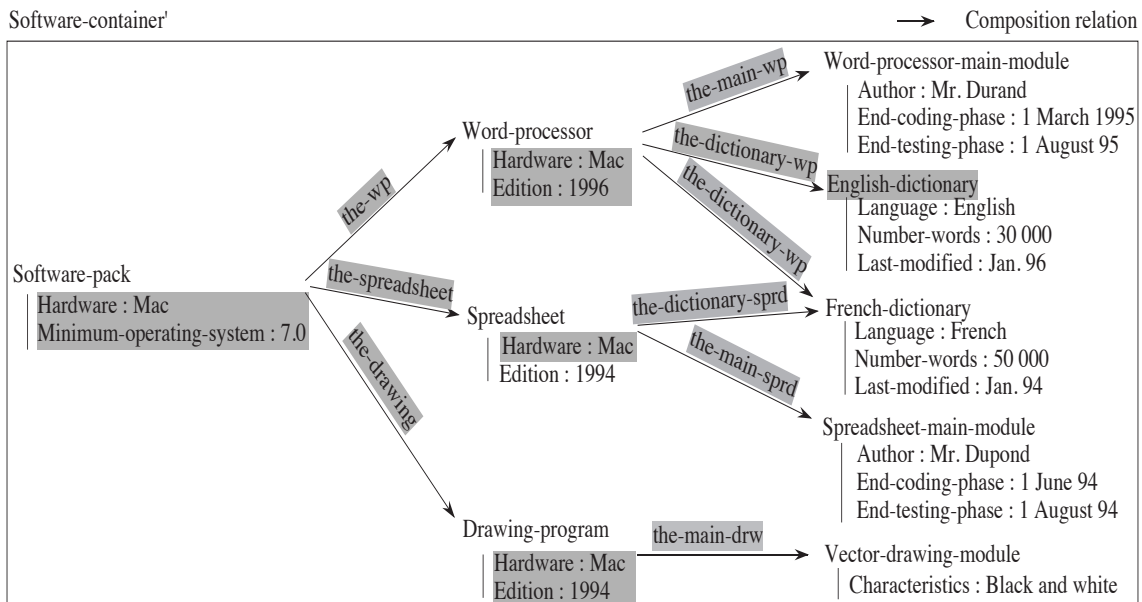 Software-container'
Composition relation
the-main-wp
Word-processor-main-module
Author : Mr. Durand
End-coding-phase : 1 March 1995
End-testing-phase : 1 August 95
Word-processor
Hardware : Mac
Edition : 1996
the-dictionary-wp
English-dictionary
Language : English
Number-words : 30 000
Last-modified : Jan. 96
the-wp
the-dictionary-wp
Software-pack
Hardware : Mac
Minimum-operating-system : 7.0
the-spreadsheet
Spreadsheet
Hardware : Mac
Edition : 1994
the-dictionary-sprd
French-dictionary
Language : French
Number-words : 50 000
Last-modified : Jan. 94
the-main-sprd
the-drawing
Spreadsheet-main-module
Author : Mr. Dupond
End-coding-phase : 1 June 94
End-testing-phase : 1 August 94
Drawing-program
Hardware : Mac
Edition : 1994
the-main-drw
Vector-drawing-module
Characteristics : Black and white